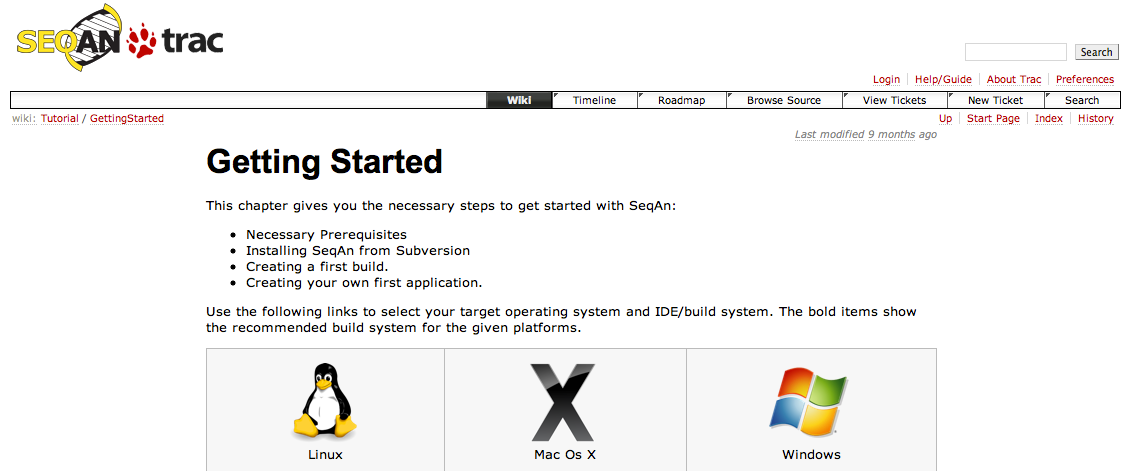 SEQAN trac
Search
Login Help/Guide About Trac Preferences
Wiki Timeline Roadmap Browse Source View Tickets New Ticket Search
wiki: Tutorial / GettingStarted Up Start Page Index History
Last modified 9 months ago
Getting Started
This chapter gives you the necessary steps to get started with SeqAn:
• Necessary Prerequisites
• Installing SeqAn from Subversion
• Creating a first build.
• Creating your own first application.
Use the following links to select your target operating system and IDE/build system. The bold items show
the recommended build system for the given platforms.
Linux Mac Os X Windows